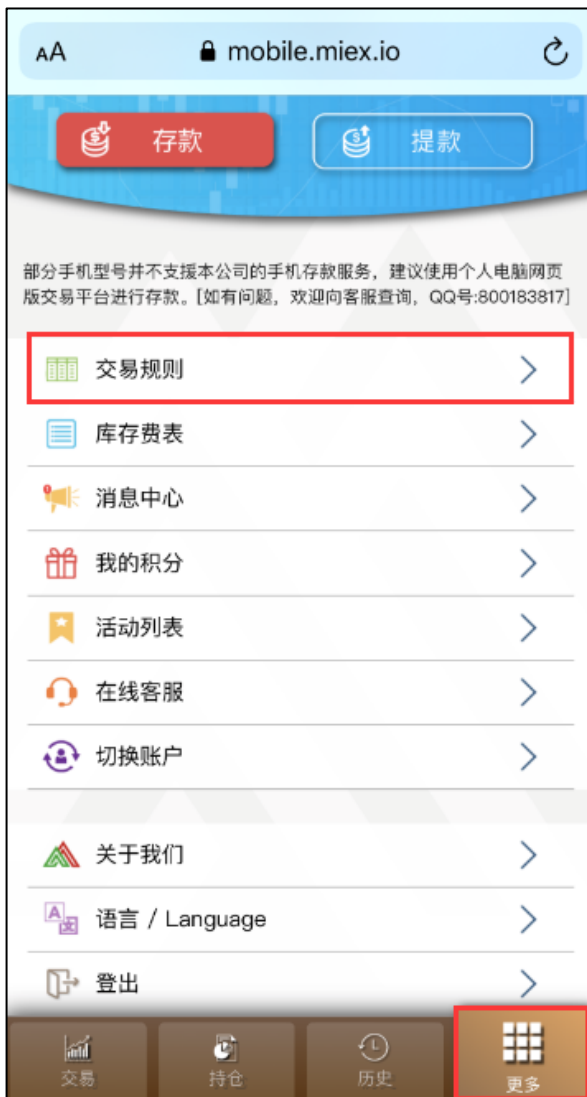 AA mobile.miex.io
存款 提款
部分手机型号并不支援本公司的手机存款服务，建议使用个人电脑网页
版交易平台进行存款。[如有问题，欢迎向客服查询，QQ号:800183817]
交易规则
库存费表
消息中心
我的积分
活动列表
在线客服
切换账户
关于我们
语言 / Language
登出
交易 持仓 历史 更多